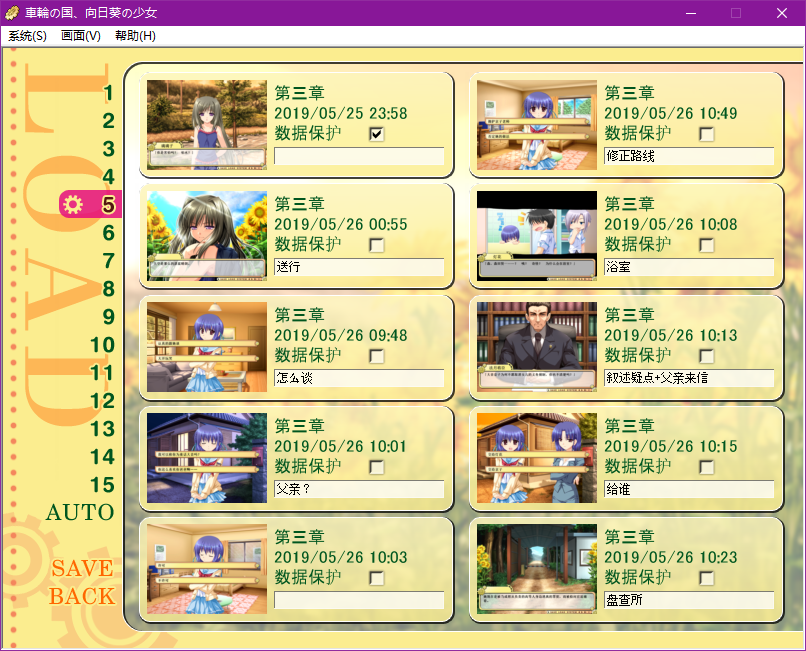 車輪の国、向日葵の少女
系统(S) 画面(V) 帮助(H)
LOAD
1
2
3
4
5
6
7
8
9
10
11
12
13
14
15
AUTO
SAVE
BACK
第三章
2019/05/25 23:58
数据保护
第三章
2019/05/26 10:49
数据保护
修正路线
第三章
2019/05/26 00:55
数据保护
送行
第三章
2019/05/26 10:08
数据保护
浴室
第三章
2019/05/26 09:48
数据保护
怎么谈
第三章
2019/05/26 10:13
数据保护
叙述疑点+父亲来信
第三章
2019/05/26 10:01
数据保护
父亲？
第三章
2019/05/26 10:15
数据保护
给谁
第三章
2019/05/26 10:03
数据保护
第三章
2019/05/26 10:23
数据保护
盘查所